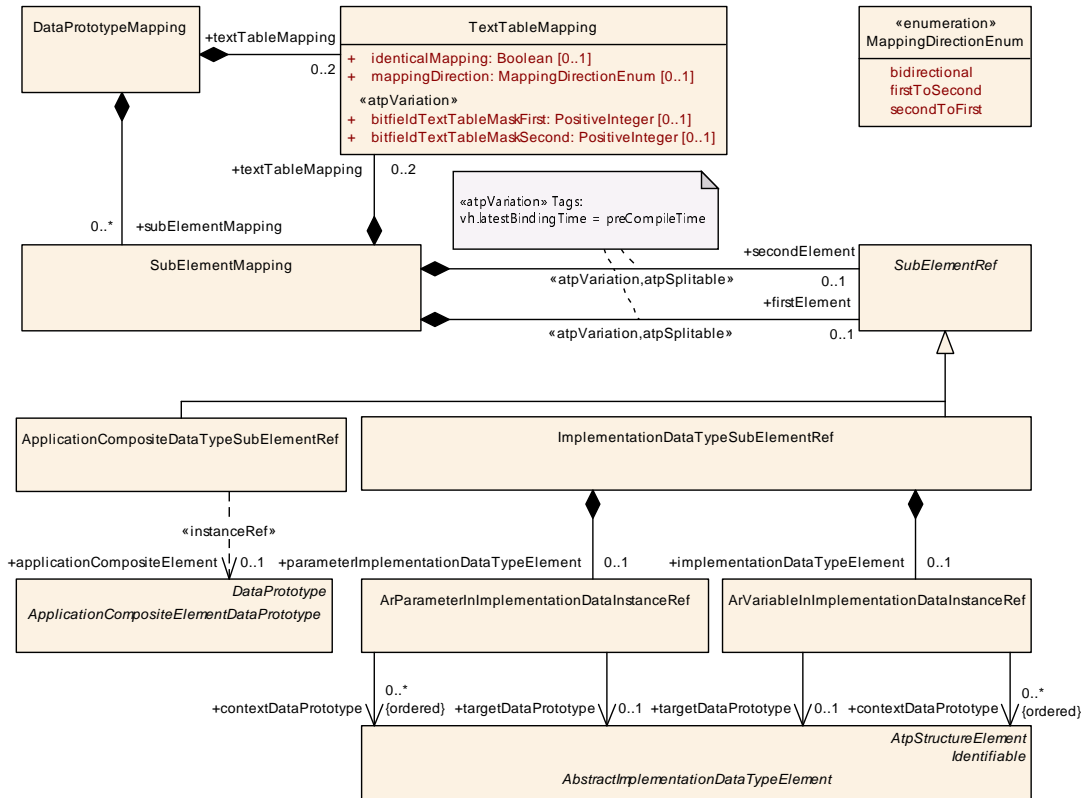 DataPrototypeMapping
+textTableMapping
0..2
TextTableMapping
+ identicalMapping: Boolean [0..1]
+ mappingDirection: MappingDirectionEnum [0..1]
«atpVariation»
+ bitfieldTextTableMaskFirst: PositiveInteger [0..1]
+ bitfieldTextTableMaskSecond: PositiveInteger [0..1]
«enumeration»
MappingDirectionEnum
bidirectional
firstToSecond
secondToFirst
+textTableMapping
0..2
«atpVariation» Tags:
vh.latestBindingTime = preCompileTime
0..*
+subElementMapping
SubElementMapping
+secondElement
«atpVariation,atpSplitable»
0..1
+firstElement
«atpVariation,atpSplitable»
0..1
SubElementRef
ApplicationCompositeDataTypeSubElementRef
ImplementationDataTypeSubElementRef
«instanceRef»
+applicationCompositeElement
0..1
+parameterImplementationDataTypeElement
0..1
+implementationDataTypeElement
0..1
DataPrototype
ApplicationCompositeElementDataPrototype
ArParameterInImplementationDataInstanceRef
ArVariableInImplementationDataInstanceRef
+contextDataPrototype
0..*
{ordered}
+targetDataPrototype
0..1
+targetDataPrototype
0..1
+contextDataPrototype
0..*
{ordered}
AtpStructureElement
Identifiable
AbstractImplementationDataTypeElement